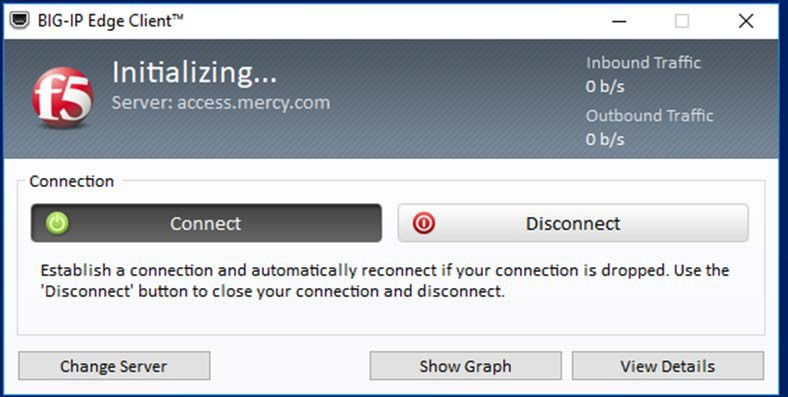 BIG-IP Edge Client™
f5
Initializing...
Server: access.mercy.com
Inbound Traffic
0 b/s
Outbound Traffic
0 b/s
Connection
Connect
Disconnect
Establish a connection and automatically reconnect if your connection is dropped. Use the
'Disconnect' button to close your connection and disconnect.
Change Server
Show Graph
View Details